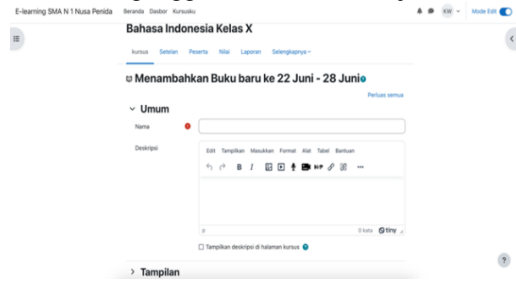 E-learning SMA N 1 Nusa Penida Beranda Dasbor Kursusku KW Mode Edit
Bahasa Indonesia Kelas X
kursus Setelan Peserta Nilai Laporan Selengkapnya
Menambahkan Buku baru ke 22 Juni - 28 Juni
Perluas semua
Umum
Nama
Deskripsi
Edit Tampilkan Masukkan Format Alat Tabel Bantuan
B I H-P ...
p 0 kata tiny
Tampilkan deskripsi di halaman kursus
Tampilan